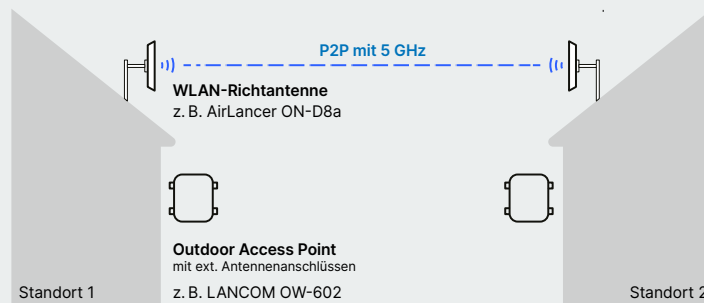 P2P mit 5 GHz
WLAN-Richtantenne
z. B. AirLancer ON-D8a
Outdoor Access Point
mit ext. Antennenanschlüssen
z. B. LANCOM OW-602
Standort 1
Standort 2